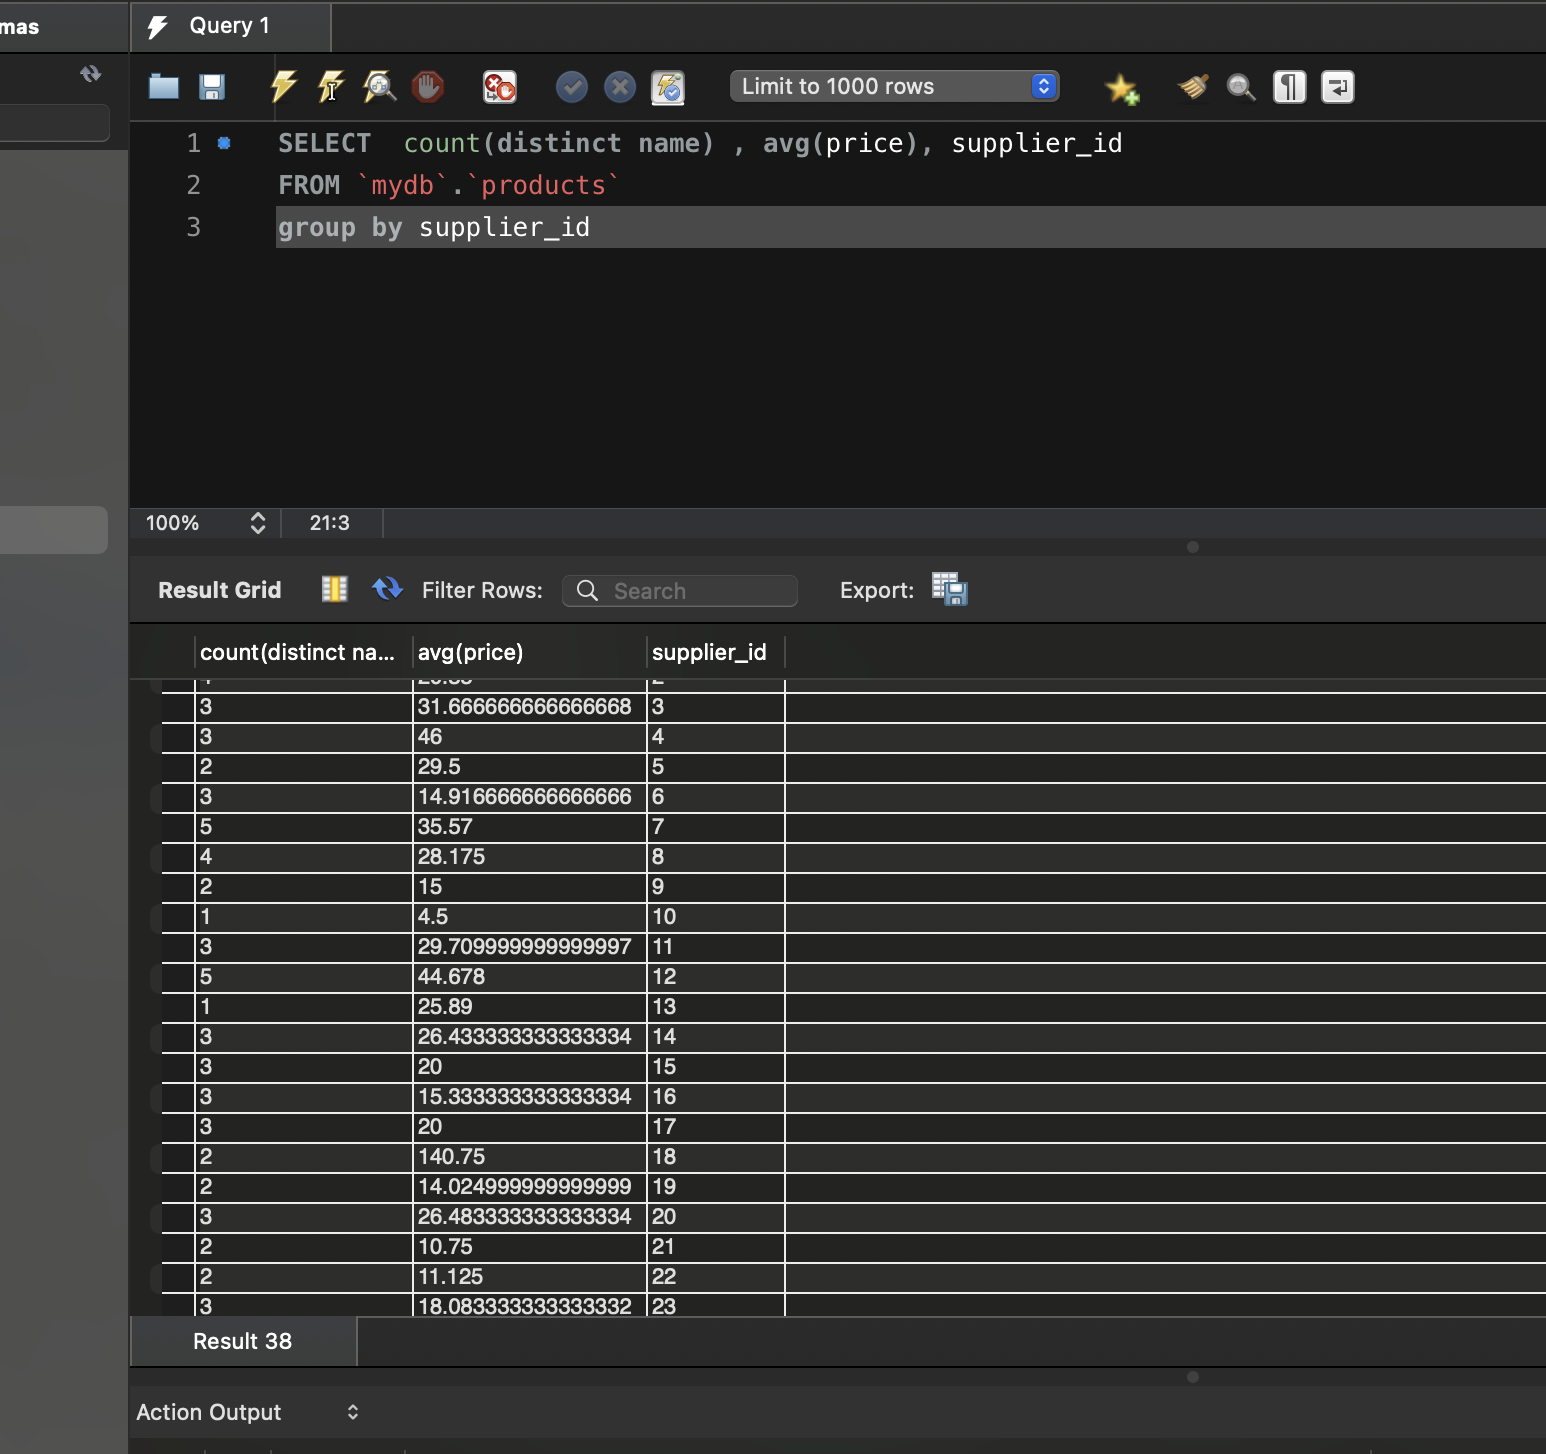 mas
Query 1
Limit to 1000 rows
1 SELECT  count(distinct name) , avg(price), supplier_id
2 FROM `mydb`.`products`
3 group by supplier_id
100% 21:3
Result Grid Filter Rows: Search Export:
count(distinct na... avg(price) supplier_id
3 31.666666666666668 3
3 46 4
2 29.5 5
3 14.916666666666666 6
5 35.57 7
4 28.175 8
2 15 9
1 4.5 10
3 29.709999999999997 11
5 44.678 12
1 25.89 13
3 26.433333333333334 14
3 20 15
3 15.333333333333334 16
3 20 17
2 140.75 18
2 14.024999999999999 19
3 26.483333333333334 20
2 10.75 21
2 11.125 22
3 18.083333333333332 23
Result 38
Action Output